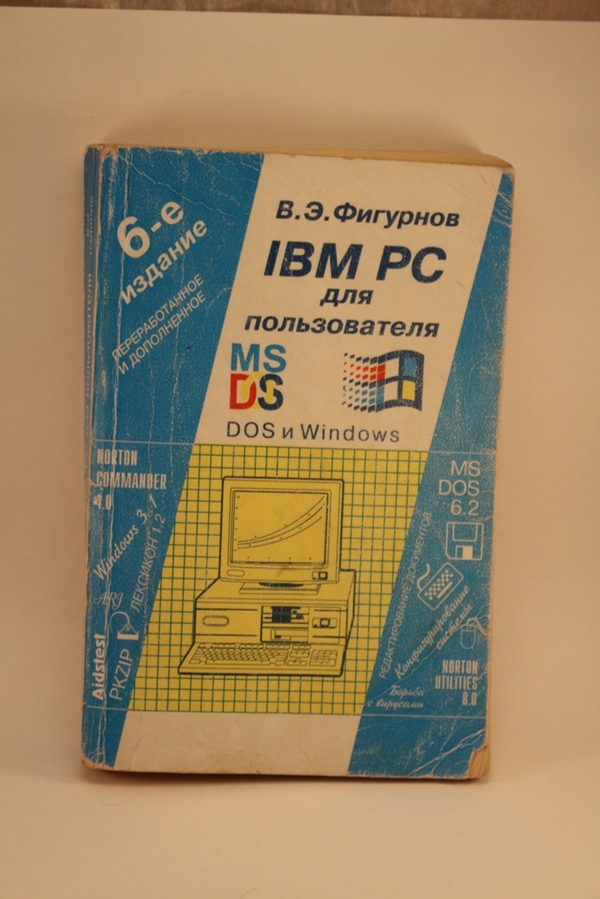 6-е
издание
ПЕРЕРАБОТАННОЕ
И ДОПОЛНЕННОЕ
В.Э.Фигурнов
IBM PC
для
пользователя
MS
DOS
DOS и Windows
NORTON
COMMANDER
4.0
Windows 3.1
ARJ
ЛЕКСИКОН 1.2
Aidstest
PKZIP
MS
DOS
6.2
РЕДАКТИРОВАНИЕ ДОКУМЕНТОВ
Конфигурирование
системы
Борьба
с вирусами
NORTON
UTILITIES
8.0